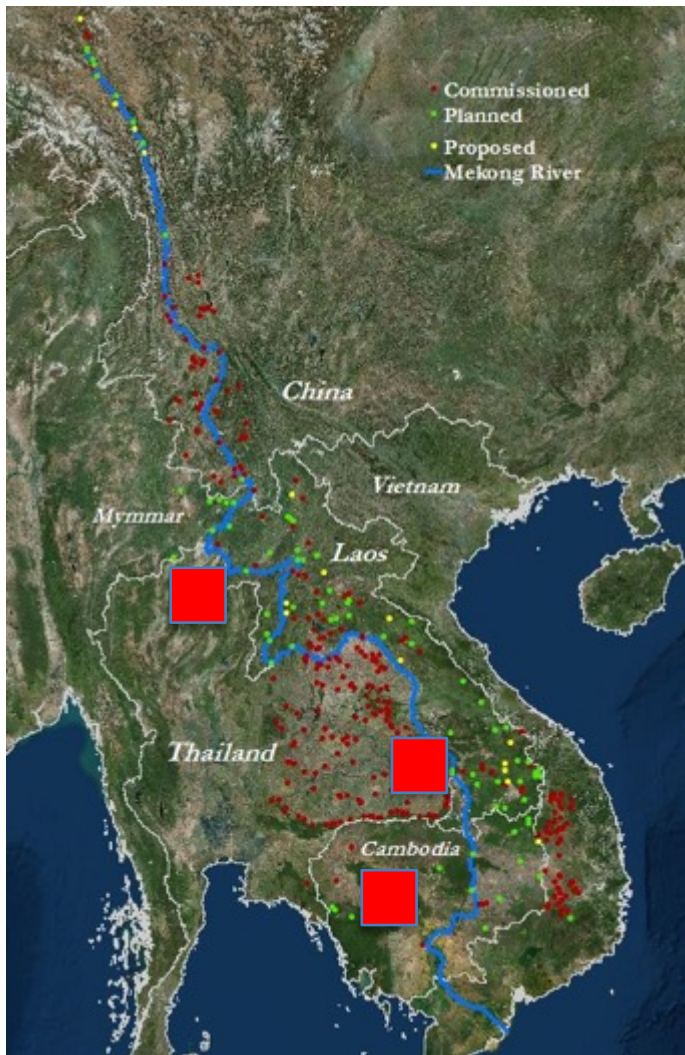 Commissioned
Planned
Proposed
Mekong River
China
Vietnam
Mymmar
Laos
Thailand
Cambodia